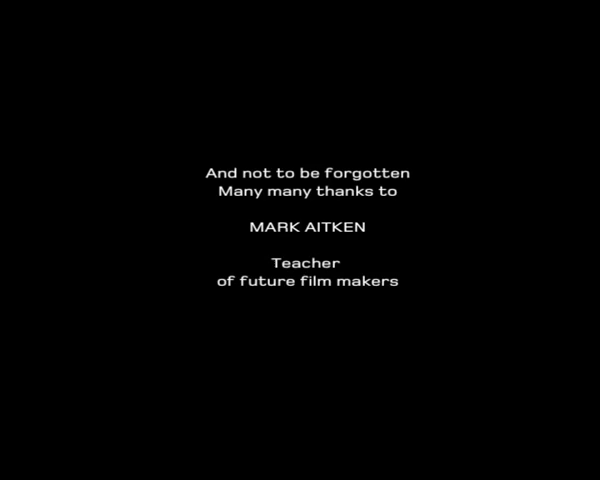 And not to be forgotten
Many many thanks to
MARK AITKEN
Teacher
of future film makers